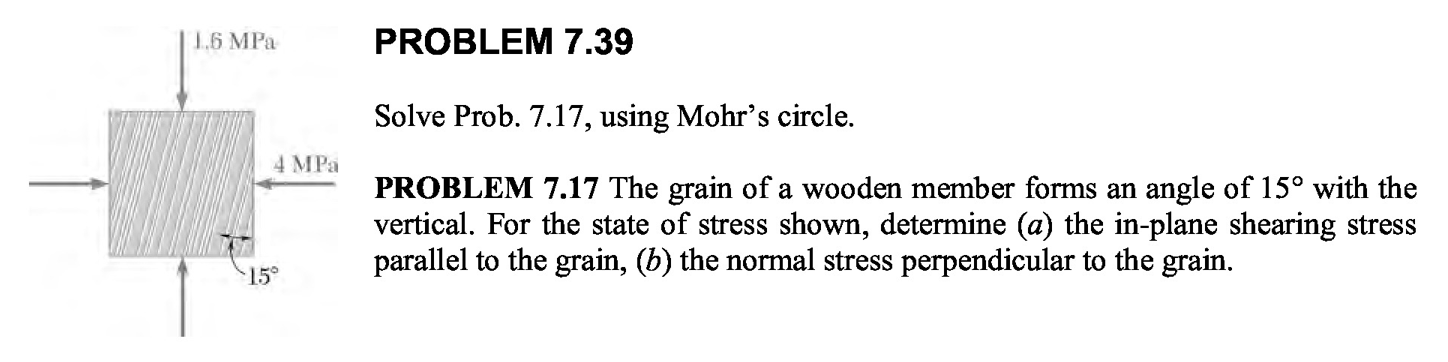 1.6 MPa
PROBLEM 7.39
Solve Prob. 7.17, using Mohr’s circle.
4 MPa
PROBLEM 7.17 The grain of a wooden member forms an angle of 15° with the
vertical. For the state of stress shown, determine (a) the in-plane shearing stress
parallel to the grain, (b) the normal stress perpendicular to the grain.
15°